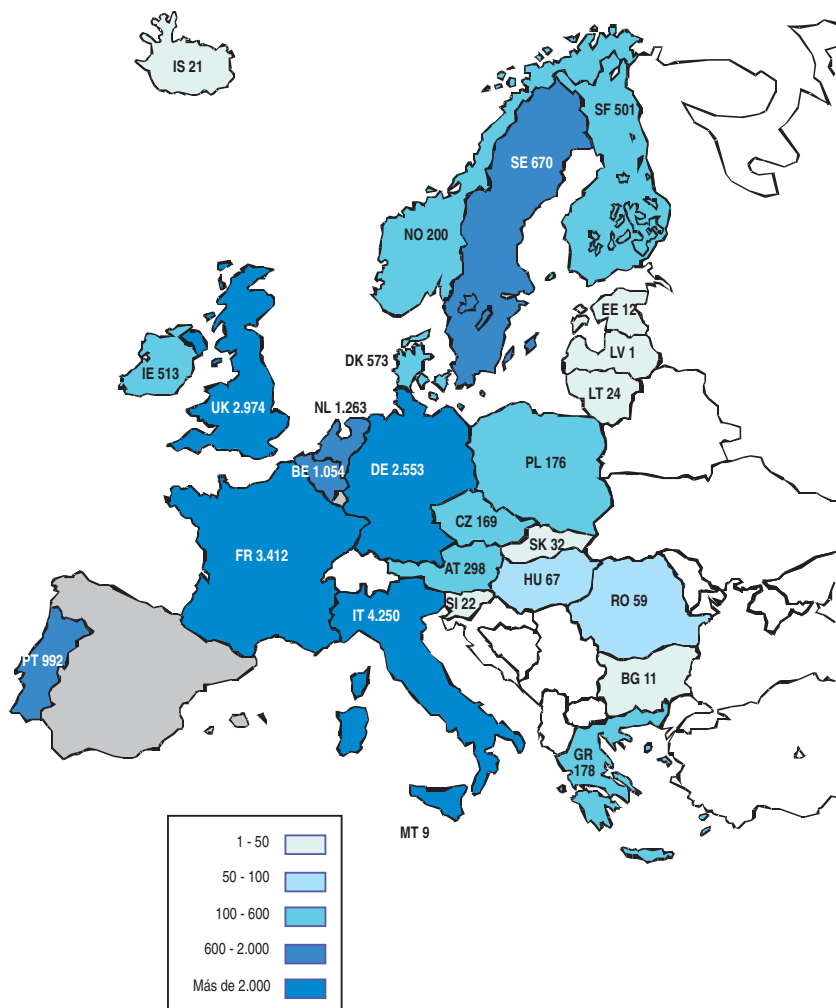 IS 21
SF 501
SE 670
NO 200
EE 12
LV 1
DK 573
IE 513
LT 24
NL 1.263
UK 2.974
PL 176
BE 1.054
DE 2.553
CZ 169
SK 32
FR 3.412
AT 298
HU 67
SI 22
RO 59
IT 4.250
PT 992
BG 11
GR
178
MT 9
1 - 50
50 - 100
100 - 600
600 - 2.000
Más de 2.000